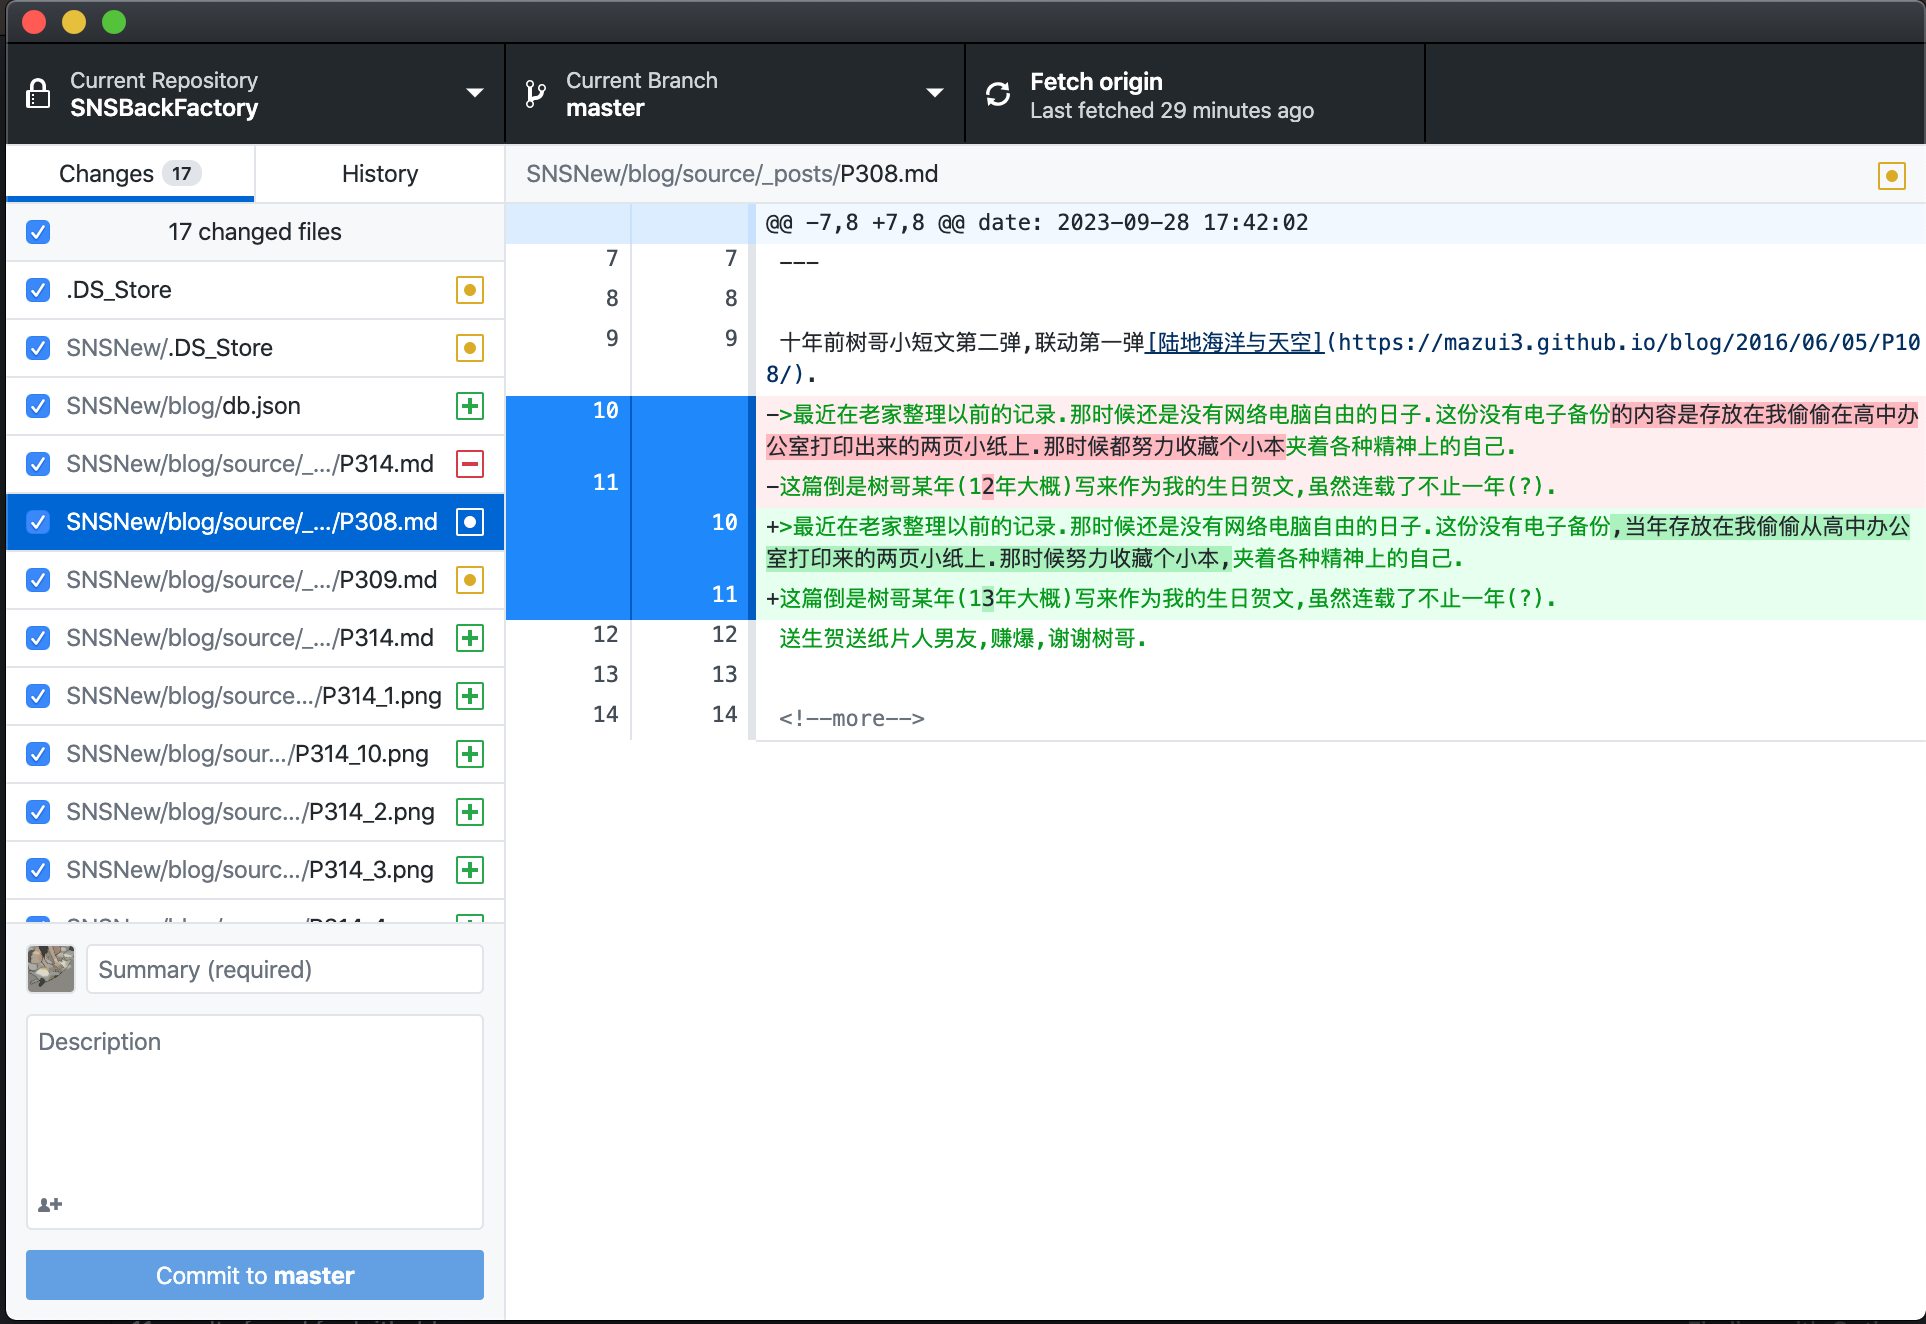 Current Repository
SNSBackFactory
Current Branch
master
Fetch origin
Last fetched 29 minutes ago
Changes 17
History
17 changed files
.DS_Store
SNSNew/.DS_Store
SNSNew/blog/db.json
SNSNew/blog/source/_.../P314.md
SNSNew/blog/source/_.../P308.md
SNSNew/blog/source/_.../P309.md
SNSNew/blog/source/_.../P314.md
SNSNew/blog/source.../P314_1.png
SNSNew/blog/sour.../P314_10.png
SNSNew/blog/sourc.../P314_2.png
SNSNew/blog/sourc.../P314_3.png
Summary (required)
Description
Commit to master
SNSNew/blog/source/_posts/P308.md
@@ -7,8 +7,8 @@ date: 2023-09-28 17:42:02
7 7 ---
8 8
9 9 十年前树哥小短文第二弹,联动第一弹[陆地海洋与天空](https://mazui3.github.io/blog/2016/06/05/P10
8/).
10 ->最近在老家整理以前的记录.那时候还是没有网络电脑自由的日子.这份没有电子备份的内容是存放在我偷偷在高中办
公室打印出来的两页小纸上.那时候都努力收藏个小本夹着各种精神上的自己.
11 -这篇倒是树哥某年(12年大概)写来作为我的生日贺文,虽然连载了不止一年(?).
10 +>最近在老家整理以前的记录.那时候还是没有网络电脑自由的日子.这份没有电子备份,当年存放在我偷偷从高中办公
室打印来的两页小纸上.那时候努力收藏个小本,夹着各种精神上的自己.
11 +这篇倒是树哥某年(13年大概)写来作为我的生日贺文,虽然连载了不止一年(?).
12 12 送生贺送纸片人男友,赚爆,谢谢树哥.
13 13
14 14 <!--more-->